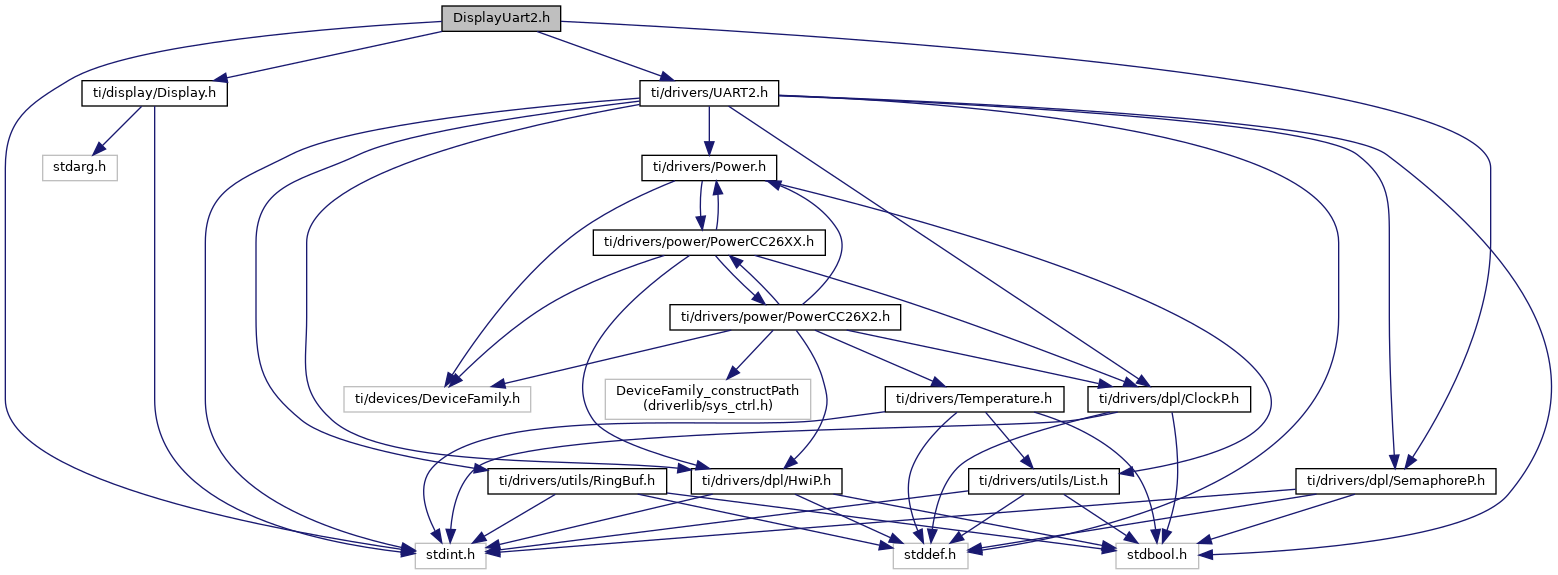 DisplayUart2.h
ti/display/Display.h
ti/drivers/UART2.h
stdarg.h
ti/drivers/Power.h
ti/drivers/power/PowerCC26XX.h
ti/drivers/power/PowerCC26X2.h
ti/devices/DeviceFamily.h
DeviceFamily_constructPath
(driverlib/sys_ctrl.h)
ti/drivers/Temperature.h
ti/drivers/dpl/ClockP.h
ti/drivers/utils/RingBuf.h
ti/drivers/dpl/HwiP.h
ti/drivers/utils/List.h
ti/drivers/dpl/SemaphoreP.h
stdint.h
stddef.h
stdbool.h